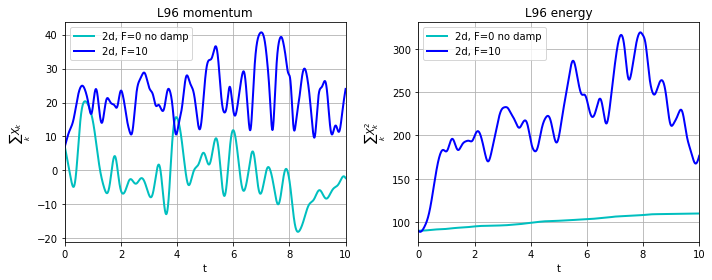 L96 momentum
2d, F=0 no damp
2d, F=10
40
30
20
10
0
−10
−20
∑ₖ Xₖ
0 2 4 6 8 10
t
L96 energy
2d, F=0 no damp
2d, F=10
300
250
200
150
100
∑ₖ Xₖ²
0 2 4 6 8 10
t